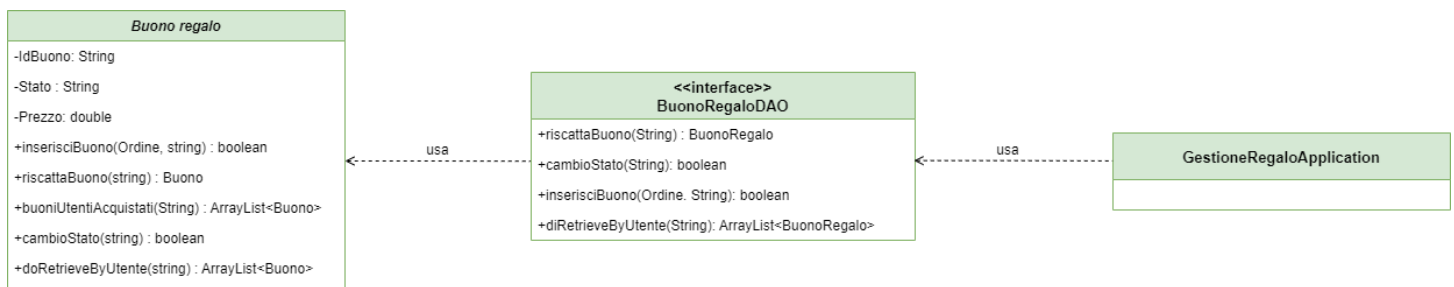 Buono regalo
-IdBuono: String
-Stato : String
-Prezzo: double
+inserisciBuono(Ordine, string) : boolean
+riscattaBuono(string) : Buono
+buoniUtentiAcquistati(String) : ArrayList<Buono>
+cambioStato(string) : boolean
+doRetrieveByUtente(string) : ArrayList<Buono>
usa
<<interface>>
BuonoRegaloDAO
+riscattaBuono(String) : BuonoRegalo
+cambioStato(String): boolean
+inserisciBuono(Ordine. String): boolean
+diRetrieveByUtente(String): ArrayList<BuonoRegalo>
usa
GestioneRegaloApplication